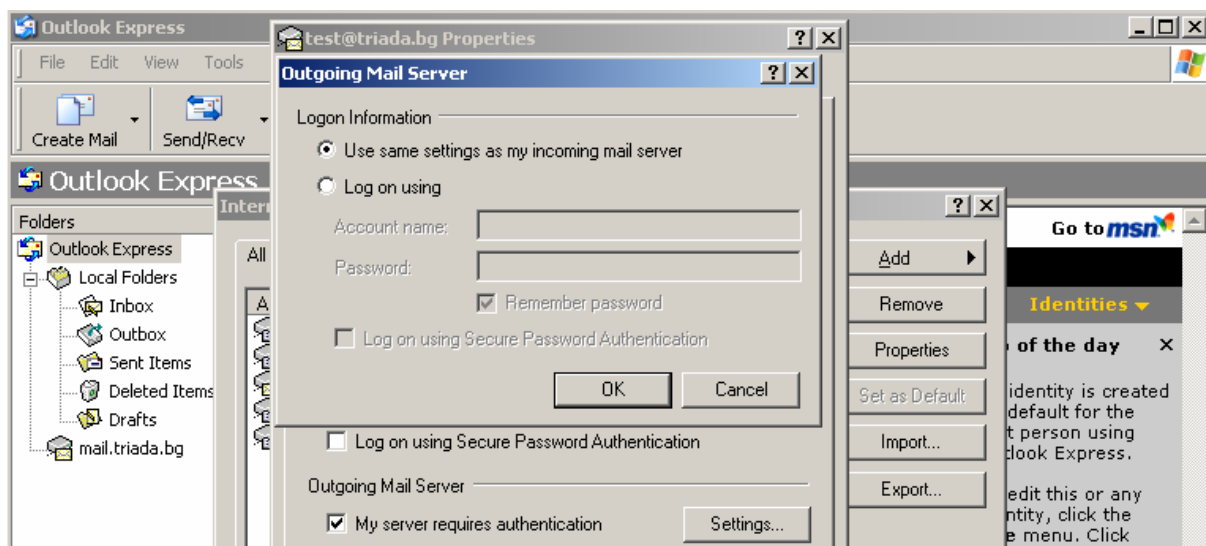 Outlook Express
File Edit View Tools
Create Mail
Send/Recv
Outlook Express
Folders
Outlook Express
Local Folders
Inbox
Outbox
Sent Items
Deleted Items
Drafts
mail.triada.bg
test@triada.bg Properties
Outgoing Mail Server
Logon Information
Use same settings as my incoming mail server
Log on using
Account name:
Password:
Remember password
Log on using Secure Password Authentication
OK Cancel
Log on using Secure Password Authentication
Outgoing Mail Server
My server requires authentication
Settings...
Intern
All
A
Add
Remove
Properties
Set as Default
Import...
Export...
Go to msn
Identities
of the day
identity is created
default for the
t person using
tlook Express.
edit this or any
ntity, click the
e menu. Click